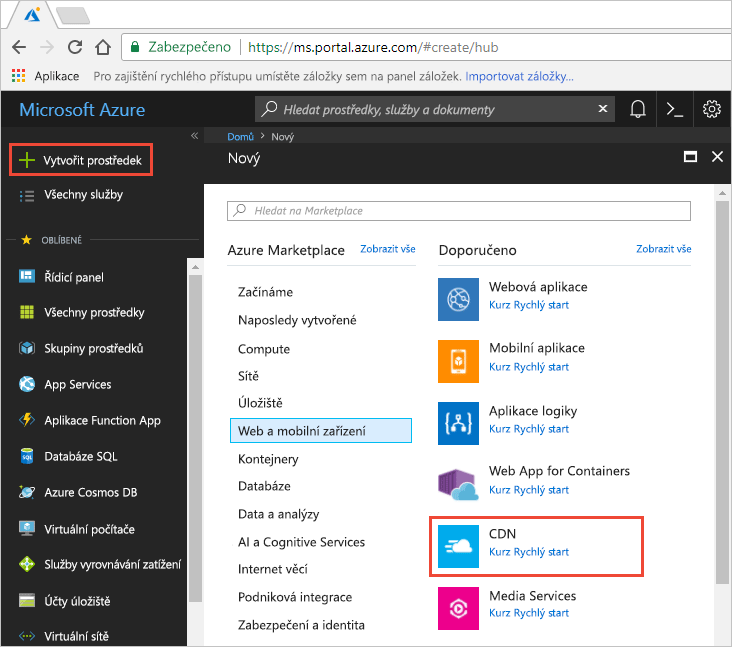 Zabezpečeno
https://ms.portal.azure.com/#create/hub
Aplikace
Pro zajištění rychlého přístupu umístěte záložky sem na panel záložek. Importovat záložky...
Microsoft Azure
Hledat prostředky, služby a dokumenty
Vytvořit prostředek
Všechny služby
OBLÍBENÉ
Řídicí panel
Všechny prostředky
Skupiny prostředků
App Services
Aplikace Function App
Databáze SQL
Azure Cosmos DB
Virtuální počítače
Služby vyrovnávání zatížení
Účty úložiště
Virtuální sítě
Domů > Nový
Nový
Hledat na Marketplace
Azure Marketplace
Zobrazit vše
Začínáme
Naposledy vytvořené
Compute
Sítě
Úložiště
Web a mobilní zařízení
Kontejnery
Databáze
Data a analýzy
AI a Cognitive Services
Internet věcí
Podniková integrace
Zabezpečení a identita
Doporučeno
Zobrazit vše
Webová aplikace
Kurz Rychlý start
Mobilní aplikace
Kurz Rychlý start
Aplikace logiky
Kurz Rychlý start
Web App for Containers
Kurz Rychlý start
CDN
Kurz Rychlý start
Media Services
Kurz Rychlý start